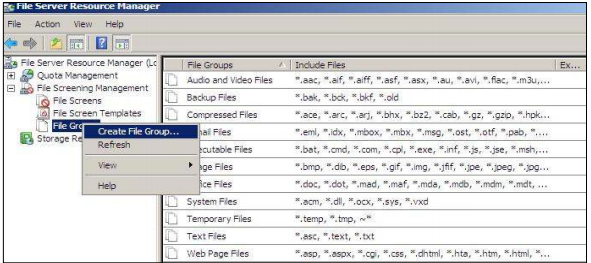 File Server Resource Manager
File Action View Help
File Server Resource Manager (Lc
Quota Management
File Screening Management
File Screens
File Screen Templates
File Gro
Storage Re
Create File Group...
Refresh
View
Help
File Groups Include Files Ex...
Audio and Video Files *.aac, *.aif, *.aiff, *.asf, *.asx, *.au, *.avi, *.flac, *.m3u,...
Backup Files *.bak, *.bck, *.bkf, *.old
Compressed Files *.ace, *.arc, *.arj, *.bhx, *.bz2, *.cab, *.gz, *.gzip, *.hpk...
mail Files *.eml, *.idx, *.mbox, *.mbx, *.msg, *.ost, *.otf, *.pab, ...
ecutable Files *.bat, *.cmd, *.com, *.cpl, *.exe, *.inf, *.js, *.jse, *.msh,...
age Files *.bmp, *.dib, *.eps, *.gif, *.img, *.jfif, *.jpe, *.jpeg, *.jpg...
fice Files *.doc, *.dot, *.mad, *.maf, *.mda, *.mdb, *.mdm, *.mdt, ...
System Files *.acm, *.dll, *.ocx, *.sys, *.vxd
Temporary Files *.temp, *.tmp, ~*
Text Files *.asc, *.text, *.txt
Web Page Files *.asp, *.aspx, *.cgi, *.css, *.dhtml, *.hta, *.htm, *.html, *...